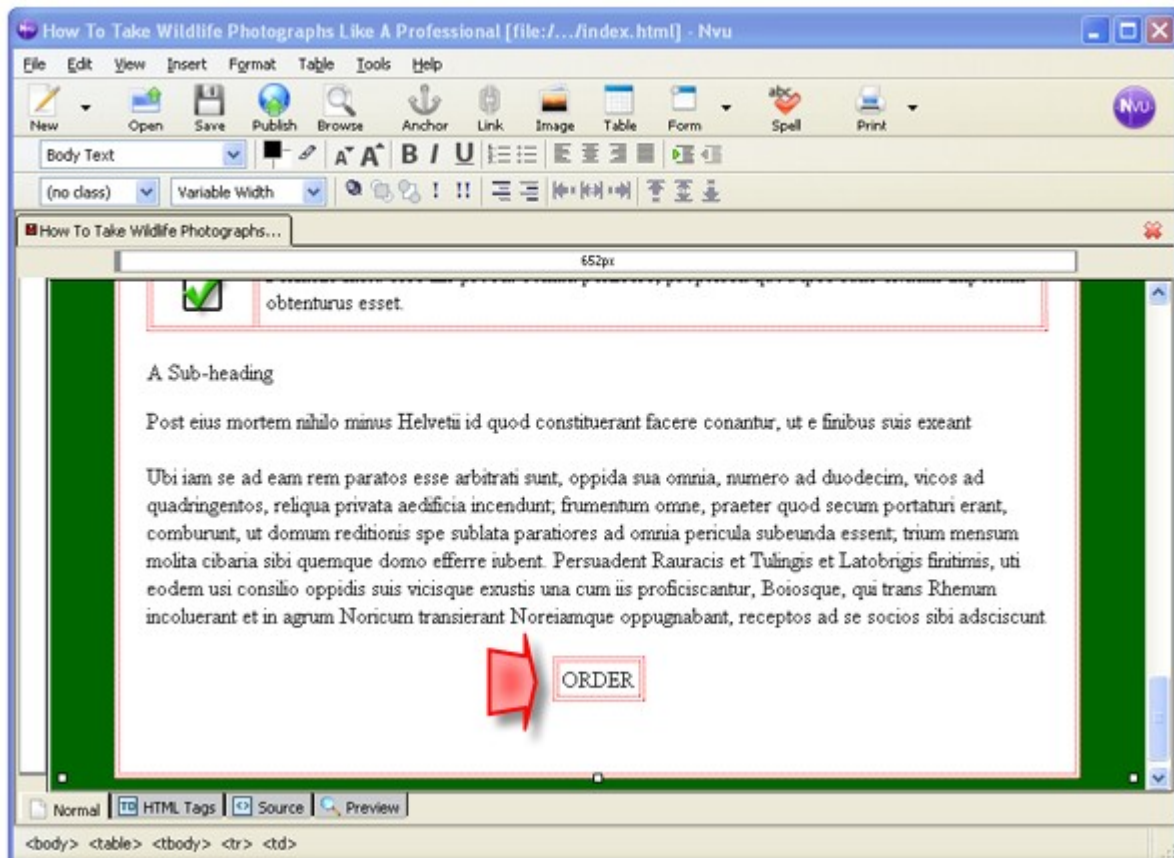 How To Take Wildlife Photographs Like A Professional [file:/.../index.html] - Nvu
File Edit View Insert Format Table Tools Help
New Open Save Publish Browse Anchor Link Image Table Form Spell Print
NVU
Body Text
(no class) Variable Width
How To Take Wildlife Photographs...
652px
obtenturus esset.
A Sub-heading
Post eius mortem nihilo minus Helvetii id quod constituerant facere conantur, ut e finibus suis exeant
Ubi iam se ad eam rem paratos esse arbitrati sunt, oppida sua omnia, numero ad duodecim, vicos ad
quadringentos, reliqua privata aedificia incendunt; frumentum omne, praeter quod secum portaturi erant,
comburunt, ut domum reditionis spe sublata paratiores ad omnia pericula subeunda essent; trium mensum
molita cibaria sibi quemque domo efferre iubent. Persuadent Rauracis et Tulingis et Latobrigis finitimis, uti
eodem usi consilio oppidis suis vicisque exustis una cum iis proficiscantur, Boiosque, qui trans Rhenum
incoluerant et in agrum Noricum transierant Noreiamque oppugnabant, receptos ad se socios sibi adsciscunt
ORDER
Normal HTML Tags Source Preview
<body> <table> <tbody> <tr> <td>